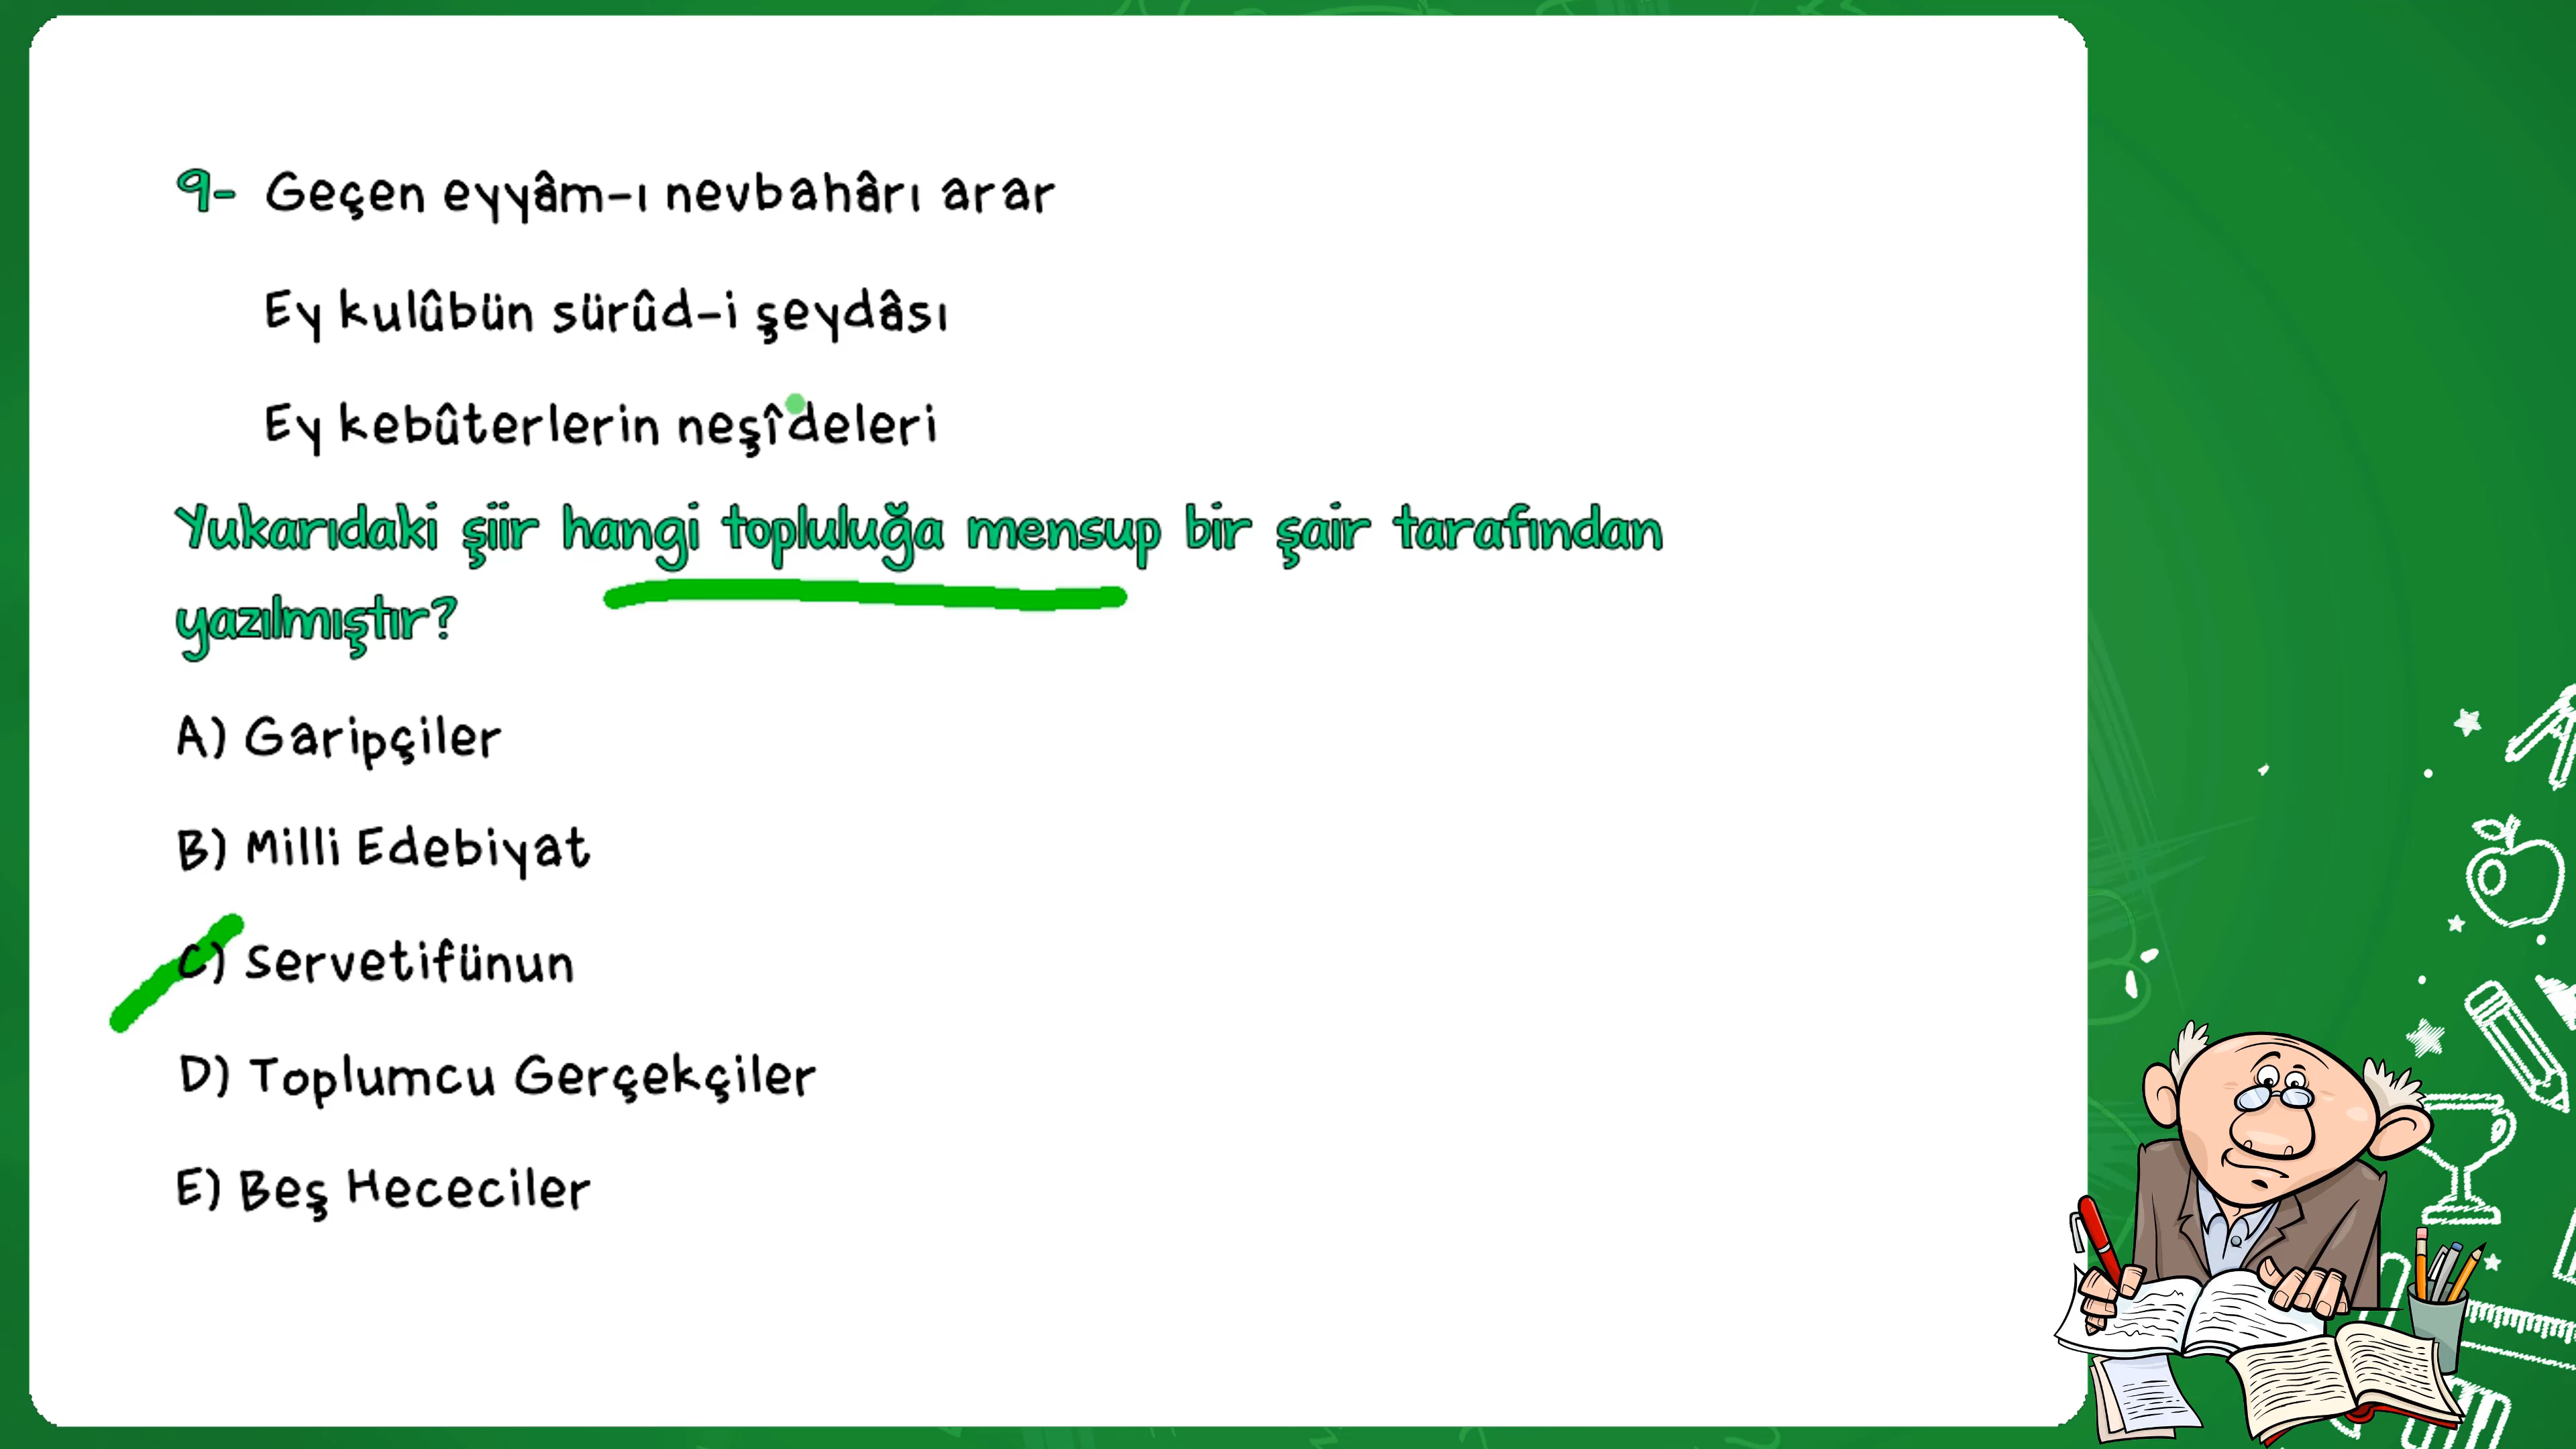 9- Geçen eyyâm-ı nevbahârı arar
Ey kulûbün sürûd-i şeydâsı
Ey kebûterlerin neşîdeleri
Yukarıdaki şiir hangi topluluğa mensup bir şair tarafından
yazılmıştır?
A) Garipçiler
B) Milli Edebiyat
C) Servetifünun
D) Toplumcu Gerçekçiler
E) Beş Hececiler